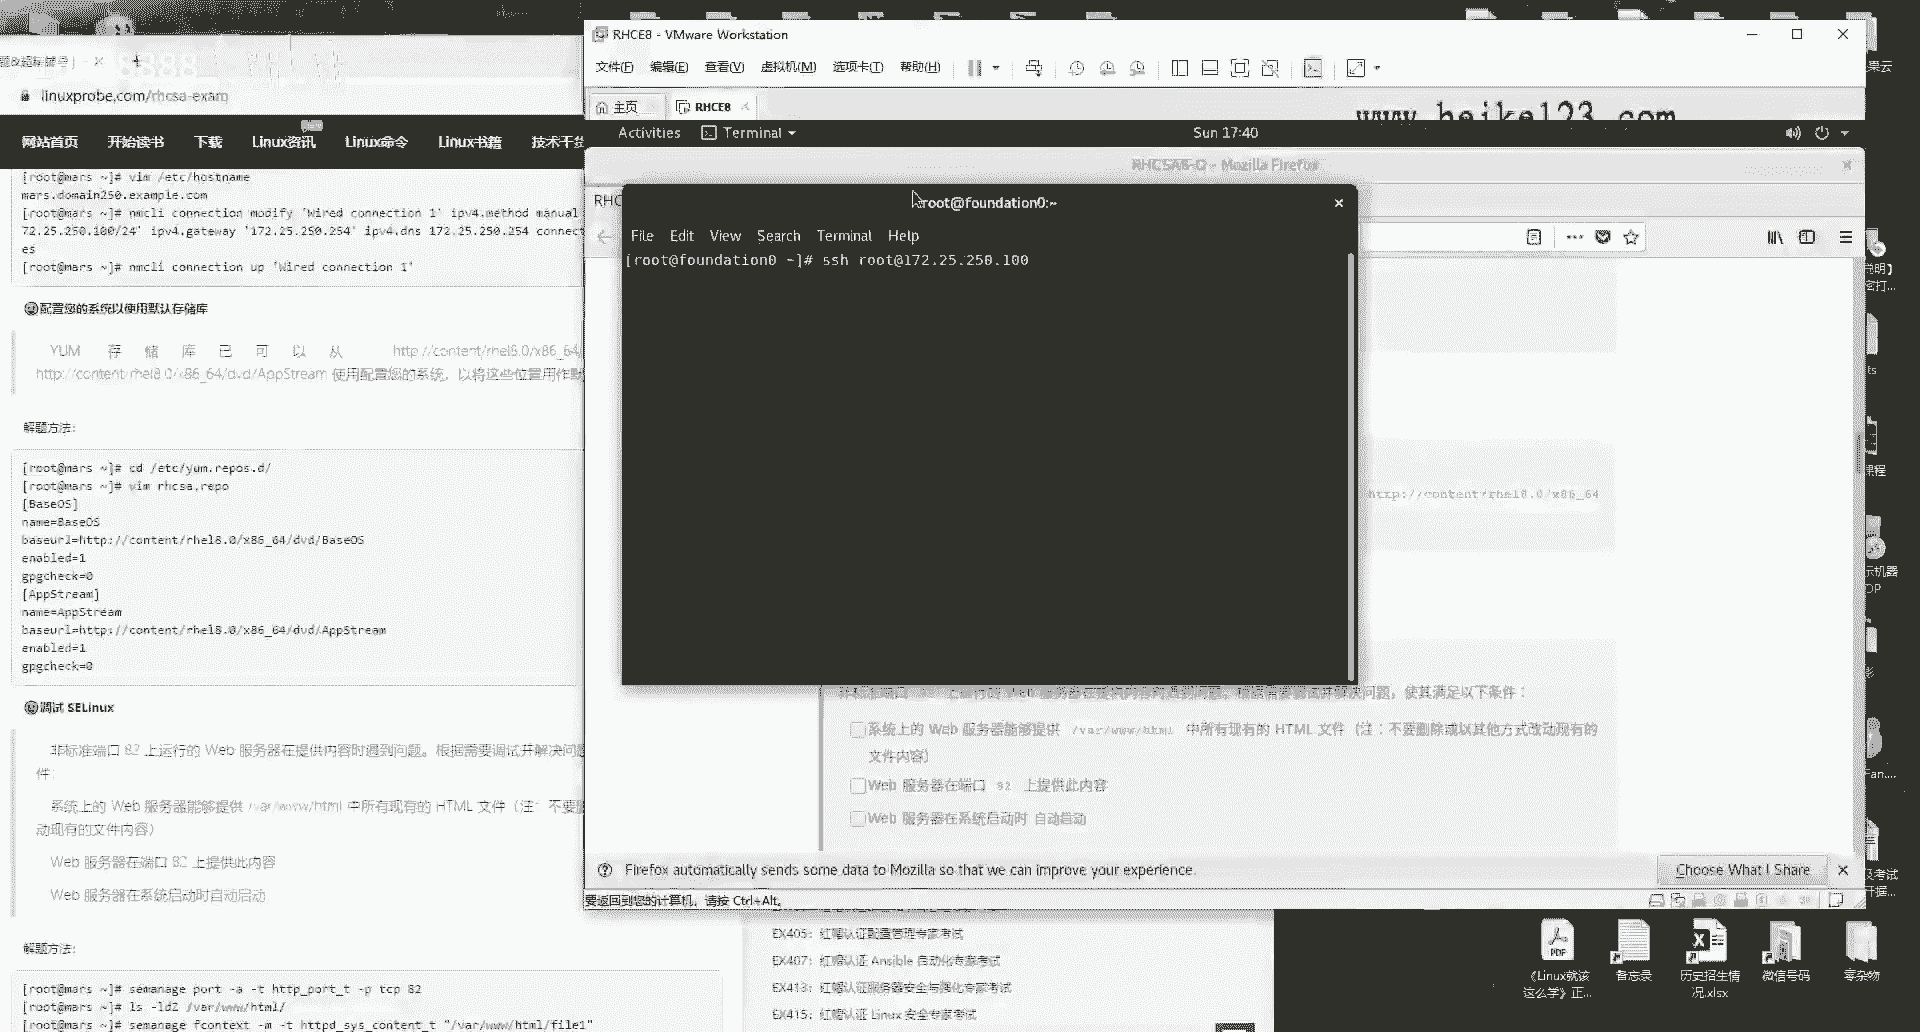 linuxprobe.com/rhcsa-exam
网站首页 开始读书 下载 Linux资讯 Linux命令 Linux书籍 技术干货
[root@mars ~]# vim /etc/hostname
mars.domain250.example.com
[root@mars ~]# nmcli connection modify 'Wired connection 1' ipv4.method manual
72.25.250.100/24' ipv4.gateway '172.25.250.254' ipv4.dns 172.25.250.254 connect
es
[root@mars ~]# nmcli connection up 'Wired connection 1'
配置您的系统以使用默认存储库
YUM 存 储 库 已 可 以 从 http://content/rhel8.0/x86_64/
http://content/rhel8.0/x86_64/dvd/AppStream 使用配置您的系统，以将这些位置用作默
解题方法:
[root@mars ~]# cd /etc/yum.repos.d/
[root@mars ~]# vim rhcsa.repo
[BaseOS]
name=BaseOS
baseurl=http://content/rhel8.0/x86_64/dvd/BaseOS
enabled=1
gpgcheck=0
[AppStream]
name=AppStream
baseurl=http://content/rhel8.0/x86_64/dvd/AppStream
enabled=1
gpgcheck=0
调试 SELinux
非标准端口 82 上运行的 Web 服务器在提供内容时遇到问题。根据需要调试并解决问题
件:
系统上的 Web 服务器能够提供 /var/www/html 中所有现有的 HTML 文件（注：不要删
动现有的文件内容）
Web 服务器在端口 82 上提供此内容
Web 服务器在系统启动时自动启动
解题方法:
[root@mars ~]# semanage port -a -t http_port_t -p tcp 82
[root@mars ~]# ls -ldZ /var/www/html/
[root@mars ~]# semanage fcontext -m -t httpd_sys_content_t "/var/www/html/file1"
RHCE8 - VMware Workstation
文件(F) 编辑(E) 查看(V) 虚拟机(M) 选项卡(T) 帮助(H)
主页 RHCE8
Activities Terminal Sun 17:40
RHCSA8-Q - Mozilla Firefox
RHC
root@foundation0:~
File Edit View Search Terminal Help
[root@foundation0 ~]# ssh root@172.25.250.100
http://content/rhel8.0/x86_64
问题，使其满足以下条件：
系统上的 Web 服务器能够提供 /var/www/html 中所有现有的 HTML 文件（注：不要删除或以其他方式改动现有的
文件内容）
Web 服务器在端口 82 上提供此内容
Web 服务器在系统启动时 自动启动
Firefox automatically sends some data to Mozilla so that we can improve your experience.
Choose What I Share
要返回到您的计算机，请按 Ctrl+Alt。
EX405：红帽认证配置管理专家考试
EX407：红帽认证 Ansible 自动化专家考试
EX413：红帽认证服务器安全与强化专家考试
EX415：红帽认证 Linux 安全专家考试
PDF
《Linux就该
这么学》正...
备忘录
历史招生情
况.xlsx
微信号码
零杂物